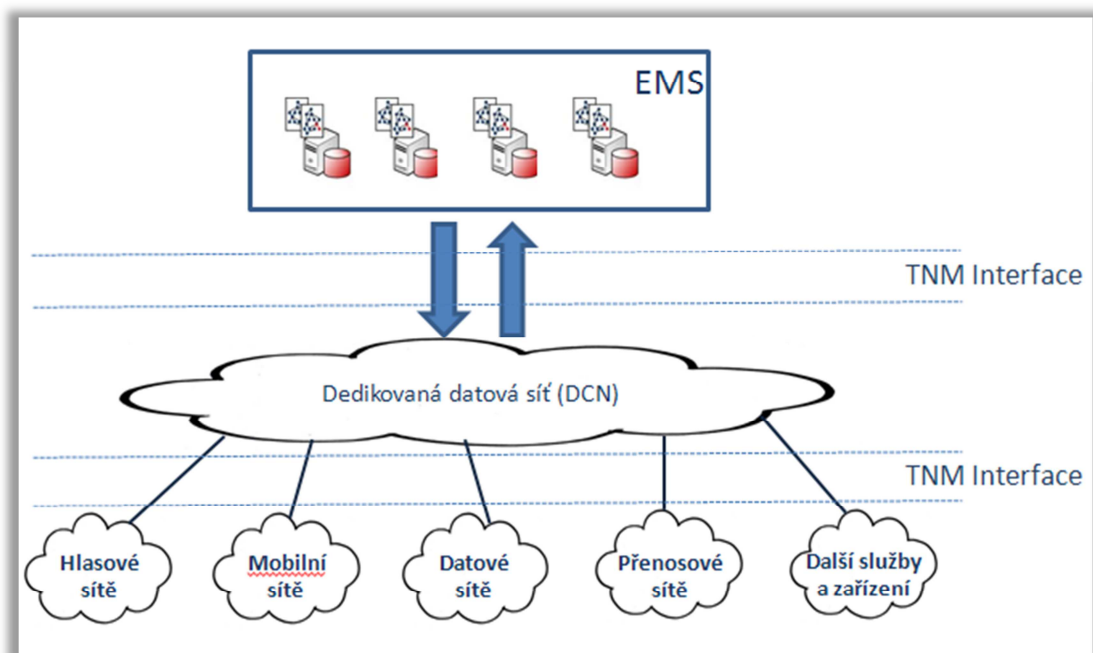 EMS
TNM Interface
Dedikovaná datová síť (DCN)
TNM Interface
Hlasové
sítě
Mobilní
sítě
Datové
sítě
Přenosové
sítě
Další služby
a zařízení